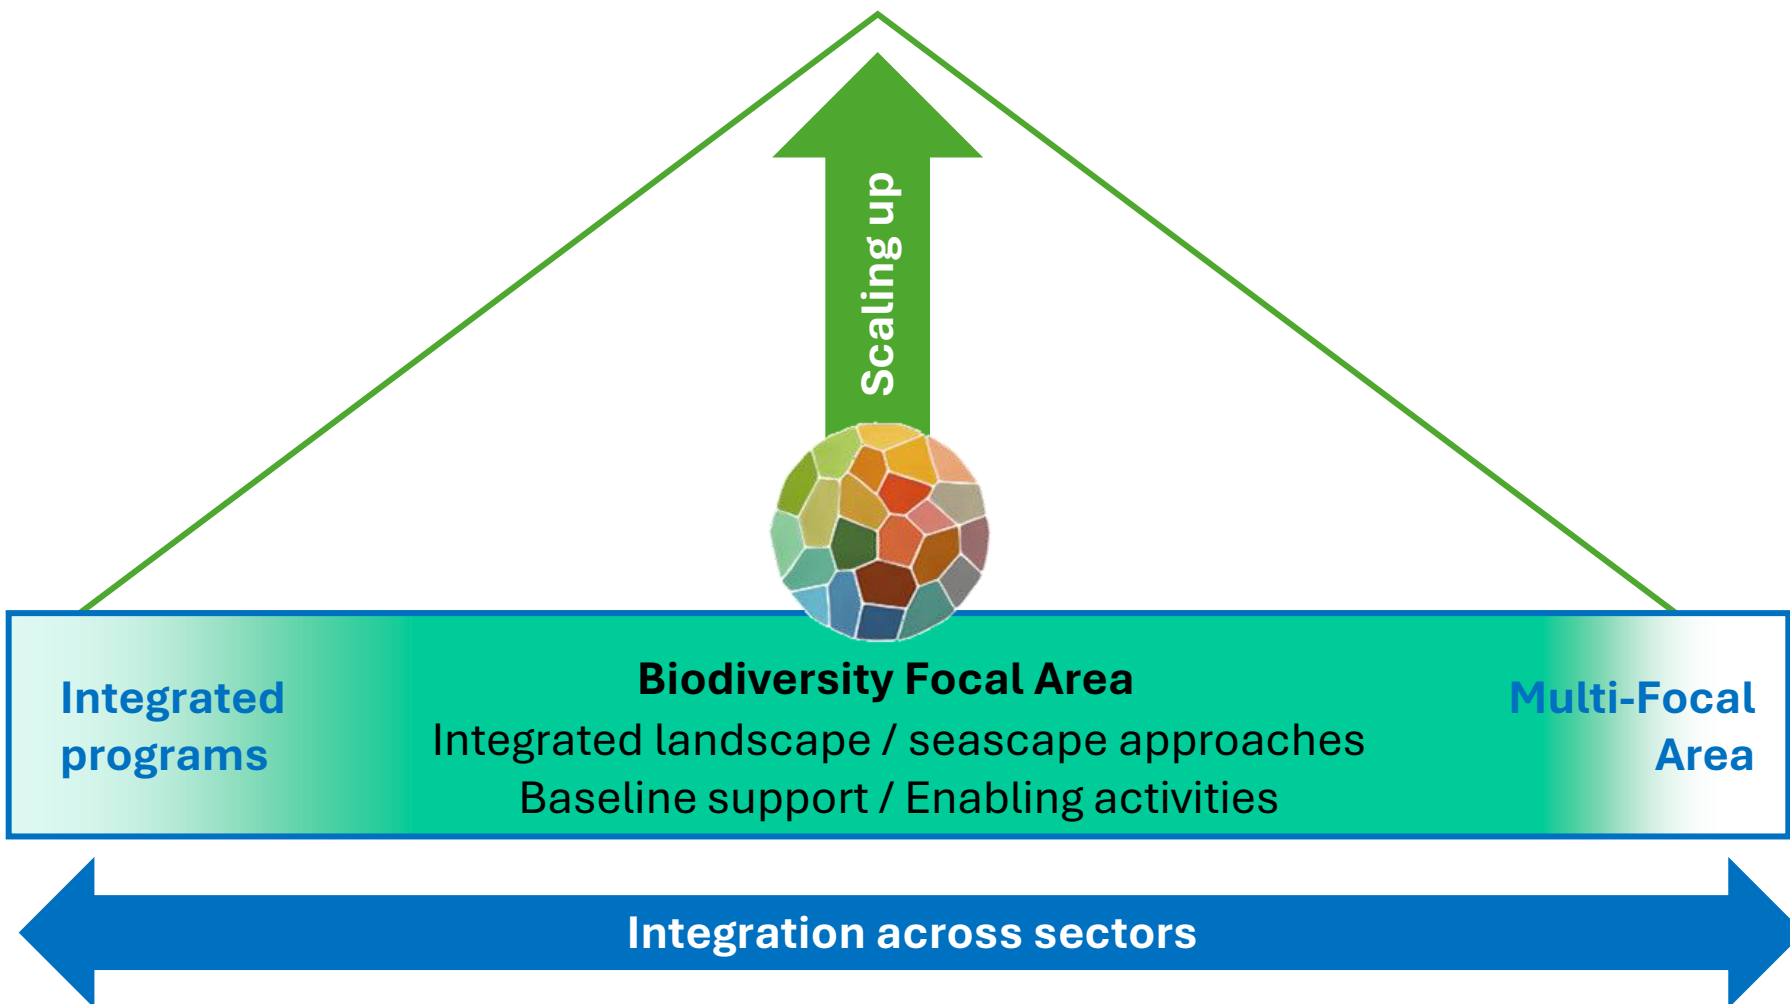 Scaling up
Integrated
programs
Biodiversity Focal Area
Integrated landscape / seascape approaches
Baseline support / Enabling activities
Multi-Focal
Area
Integration across sectors